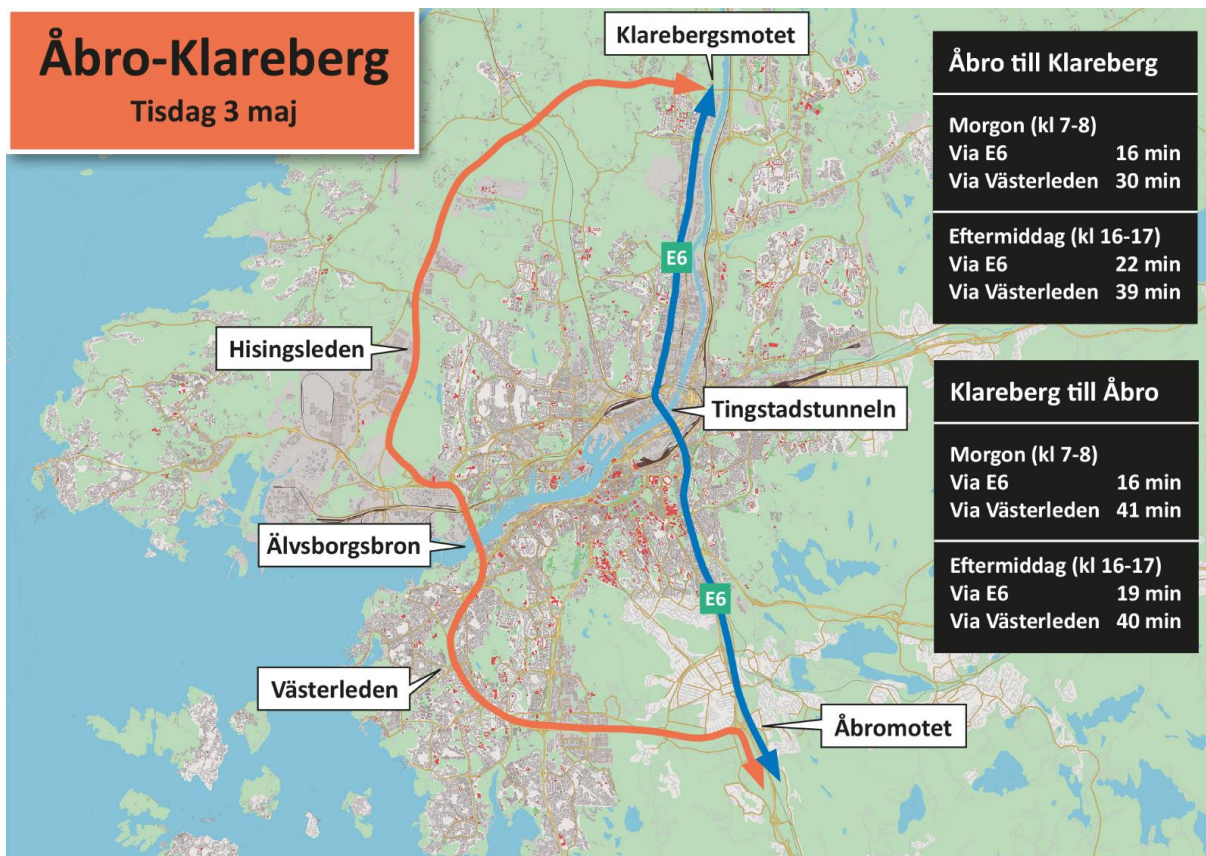 Åbro-Klareberg
Tisdag 3 maj
Klarebergsmotet
E6
Hisingsleden
Tingstadstunneln
Älvsborgsbron
E6
Västerleden
Åbromotet
Åbro till Klareberg
Morgon (kl 7-8)
Via E6 16 min
Via Västerleden 30 min
Eftermiddag (kl 16-17)
Via E6 22 min
Via Västerleden 39 min
Klareberg till Åbro
Morgon (kl 7-8)
Via E6 16 min
Via Västerleden 41 min
Eftermiddag (kl 16-17)
Via E6 19 min
Via Västerleden 40 min